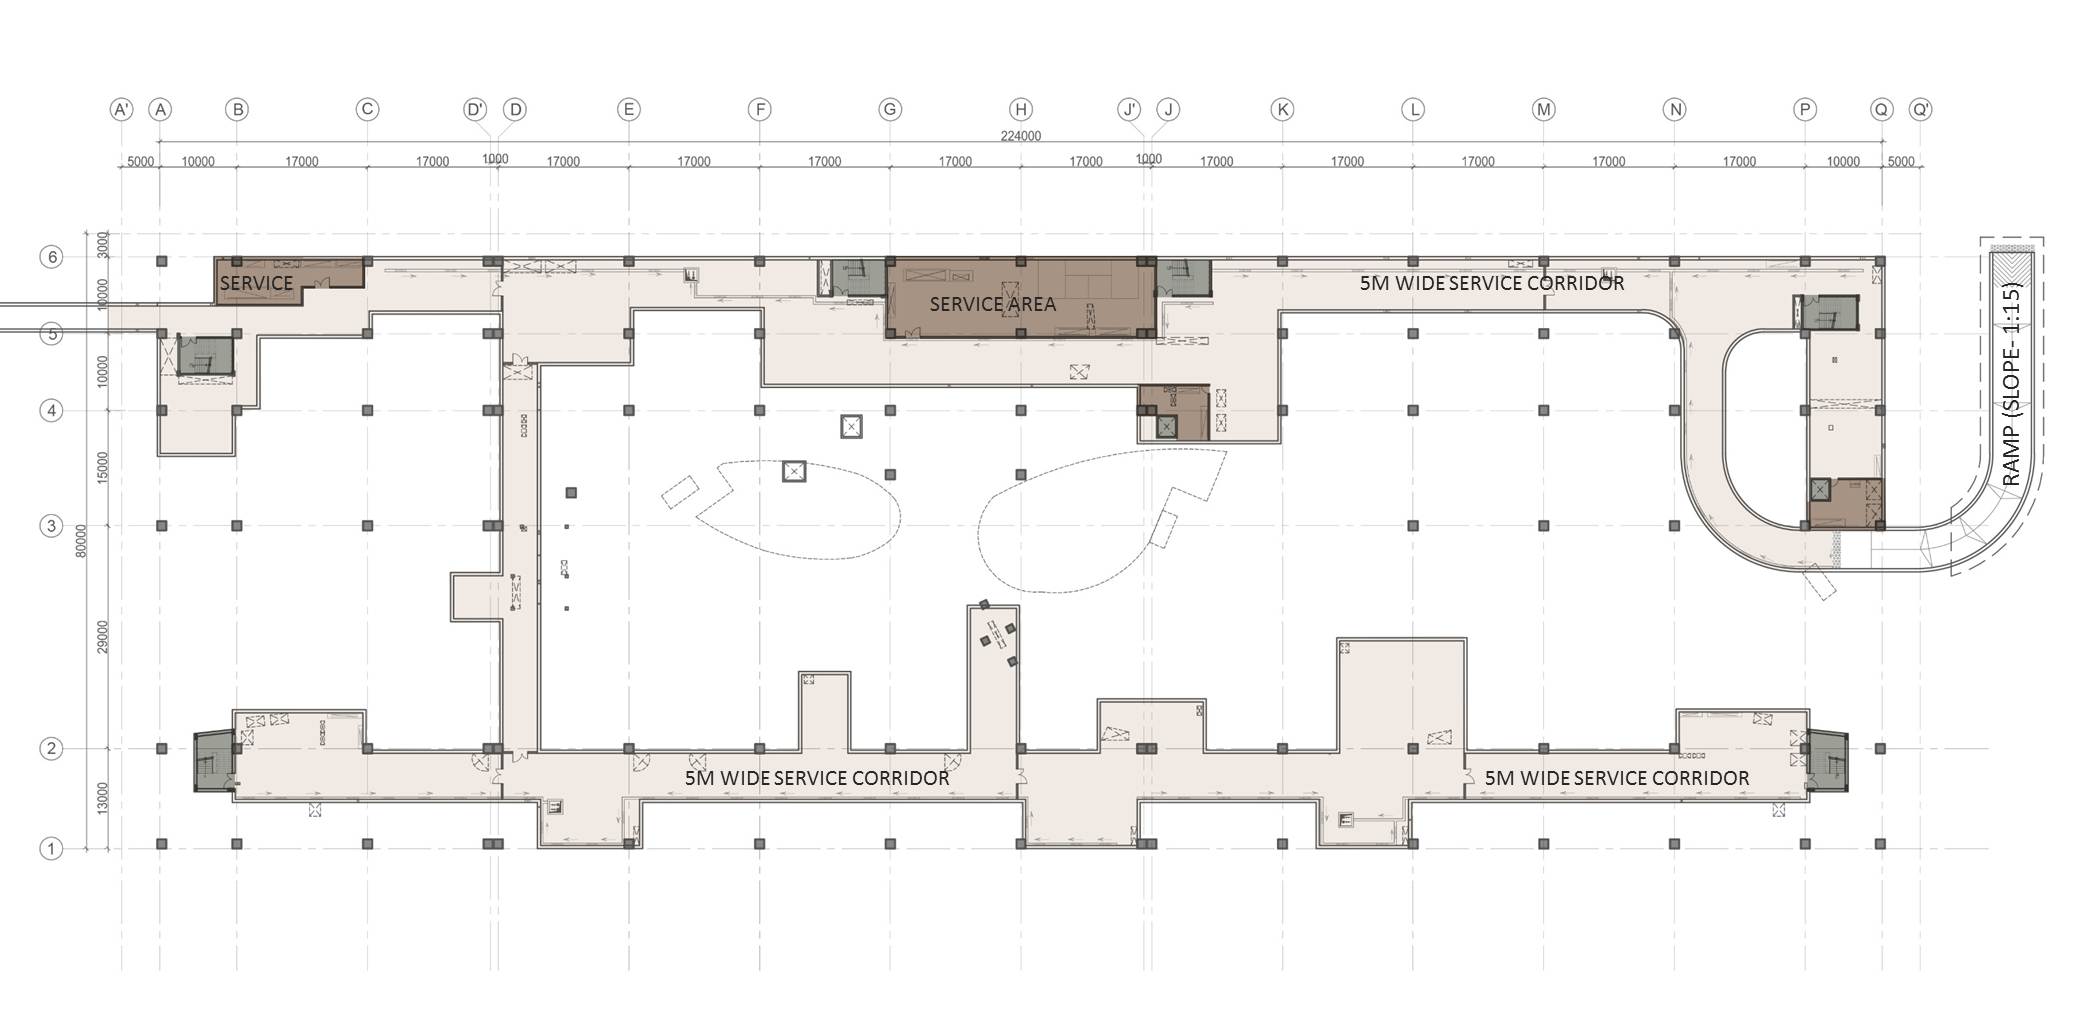 A' A B C D' D E F G H J' J K L M N P Q Q'
224000
5000 10000 17000 17000 1000 17000 17000 17000 17000 17000 1000 17000 17000 17000 17000 17000 10000 5000
6
5
4
3
2
1
3000
10000
10000
15000
29000
13000
80000
SERVICE
SERVICE AREA
5M WIDE SERVICE CORRIDOR
RAMP (SLOPE- 1:15)
5M WIDE SERVICE CORRIDOR
5M WIDE SERVICE CORRIDOR